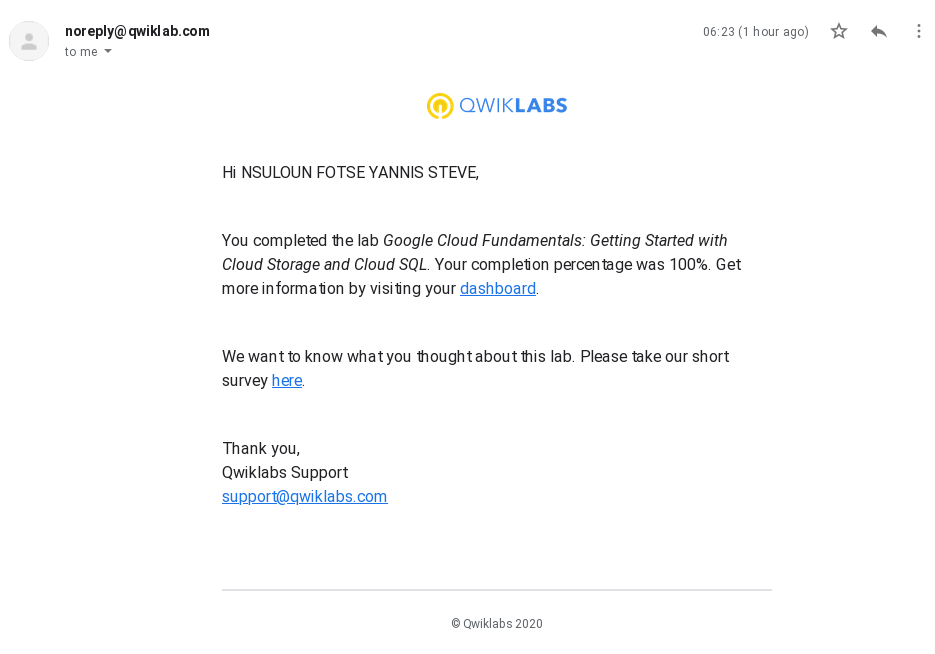 noreply@qwiklab.com
06:23 (1 hour ago)
to me
QWIKLABS
Hi NSULOUN FOTSE YANNIS STEVE,
You completed the lab Google Cloud Fundamentals: Getting Started with
Cloud Storage and Cloud SQL. Your completion percentage was 100%. Get
more information by visiting your dashboard.
We want to know what you thought about this lab. Please take our short
survey here.
Thank you,
Qwiklabs Support
support@qwiklabs.com
© Qwiklabs 2020